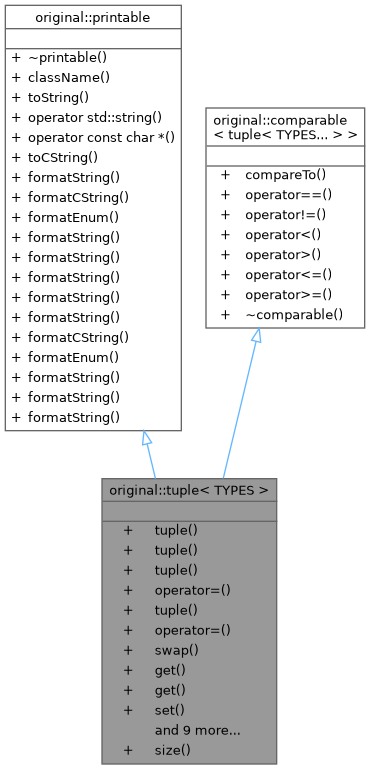 original::printable
+ ~printable()
+ className()
+ toString()
+ operator std::string()
+ operator const char *()
+ toCString()
+ formatString()
+ formatCString()
+ formatEnum()
+ formatString()
+ formatString()
+ formatString()
+ formatString()
+ formatString()
+ formatCString()
+ formatEnum()
+ formatString()
+ formatString()
+ formatString()
original::comparable
< tuple< TYPES... > >
+ compareTo()
+ operator==()
+ operator!=()
+ operator<()
+ operator>()
+ operator<=()
+ operator>=()
+ ~comparable()
original::tuple< TYPES >
+ tuple()
+ tuple()
+ tuple()
+ operator=()
+ tuple()
+ operator=()
+ swap()
+ get()
+ get()
+ set()
and 9 more...
+ size()